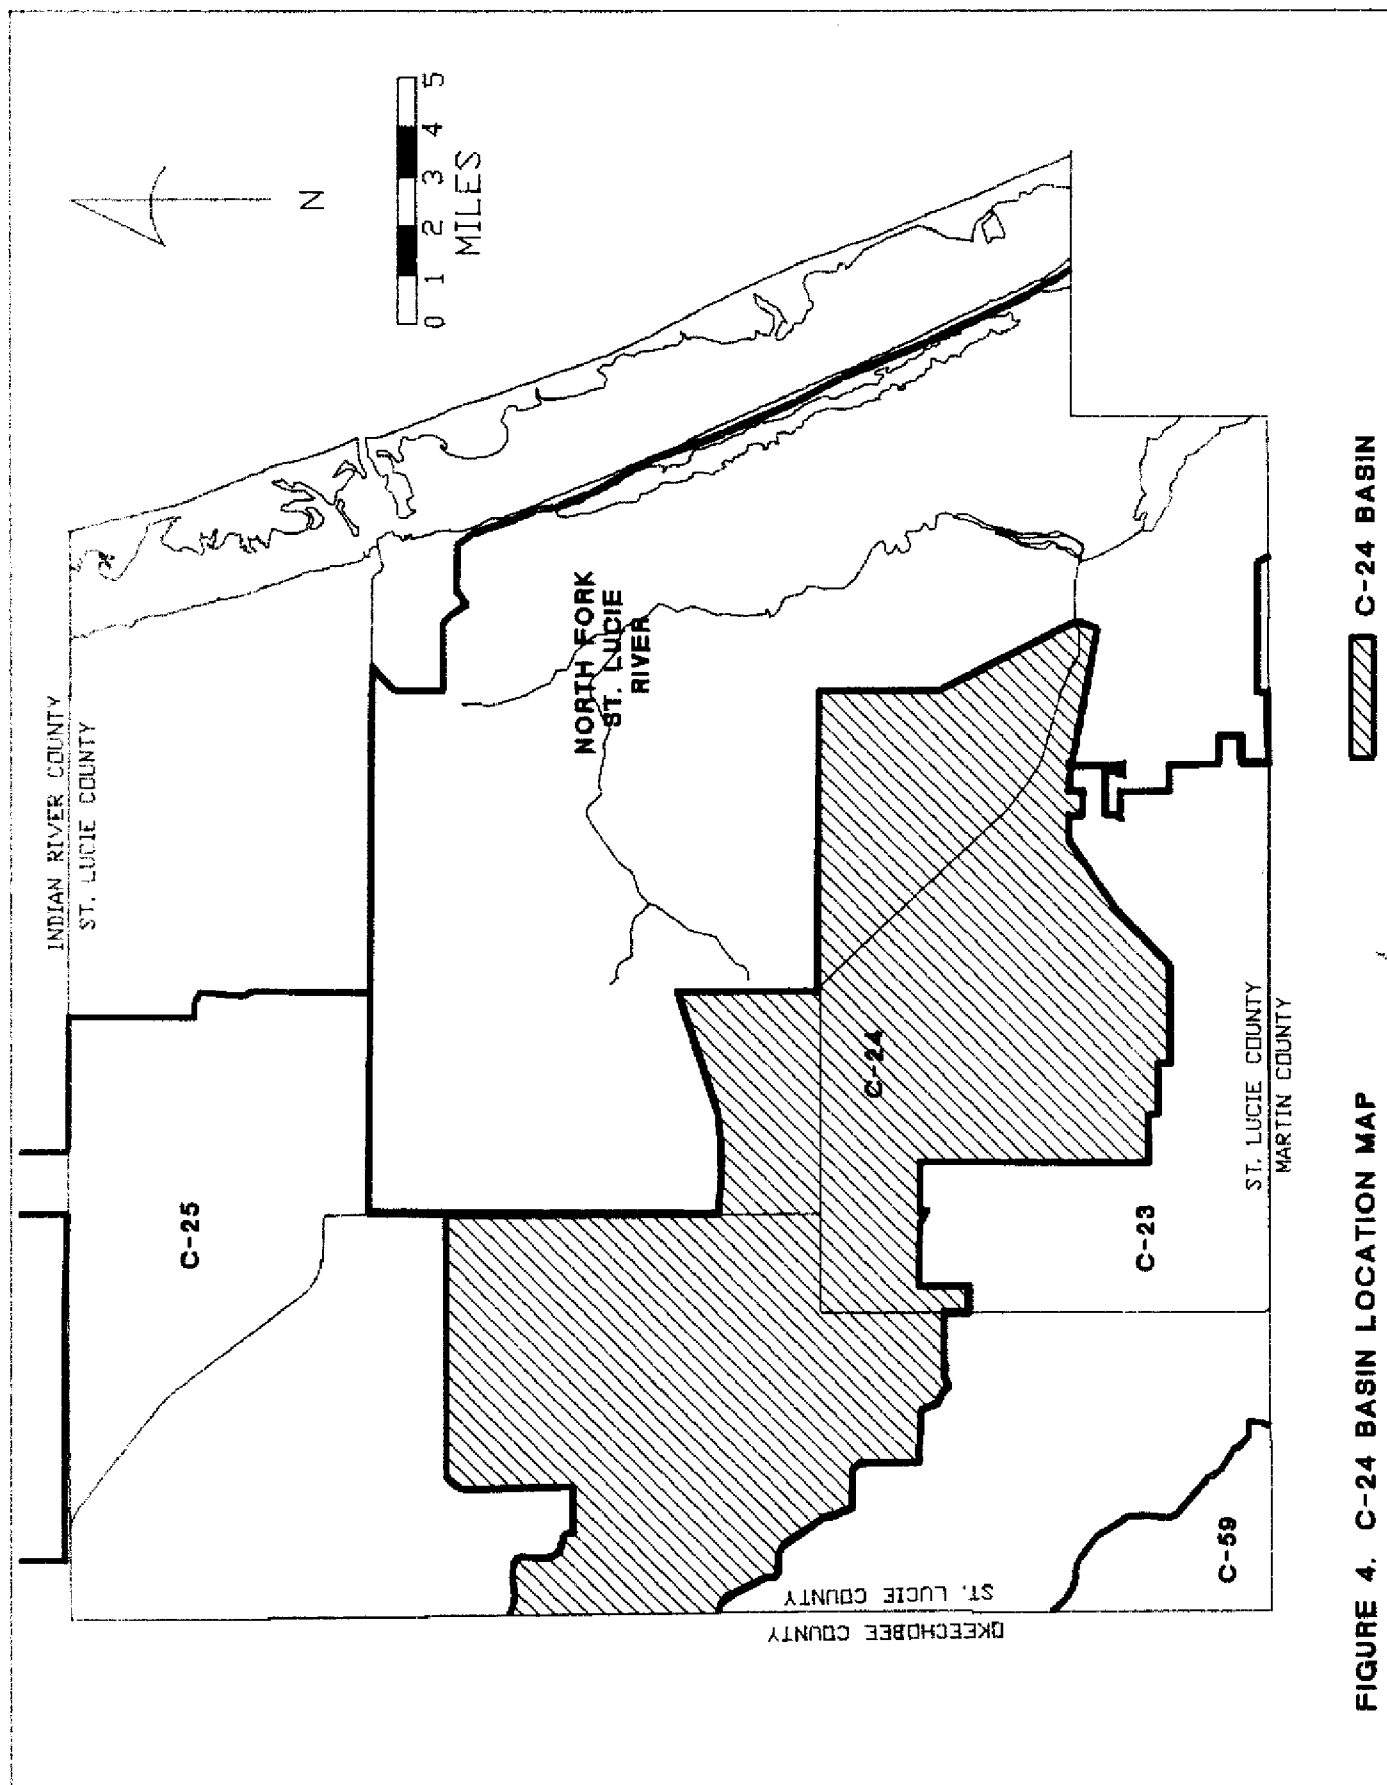 INDIAN RIVER COUNTY
ST. LUCIE COUNTY
N
0 1 2 3 4 5
MILES
C-25
NORTH FORK
ST. LUCIE
RIVER
C-24
OKEECHOBEE COUNTY
ST. LUCIE COUNTY
C-23
C-59
ST. LUCIE COUNTY
MARTIN COUNTY
FIGURE 4. C-24 BASIN LOCATION MAP
C-24 BASIN